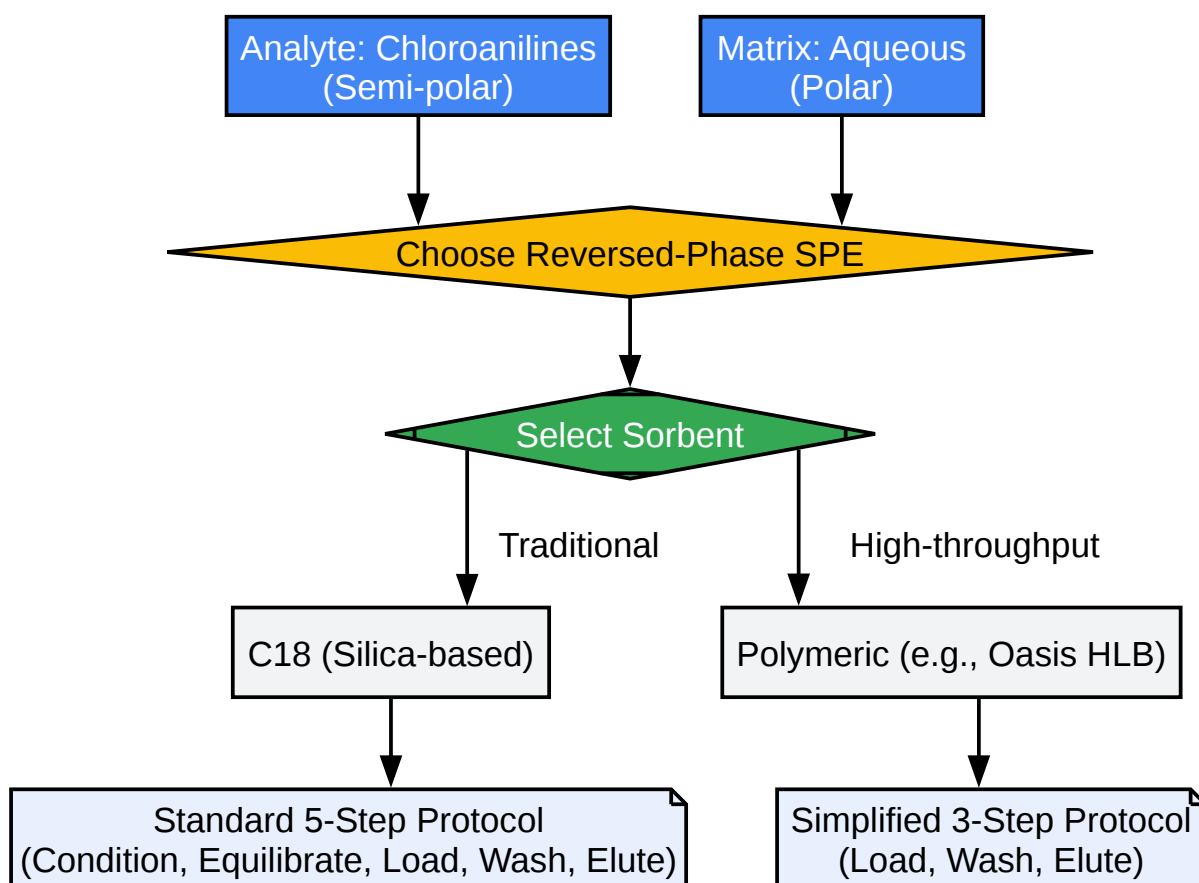 Analyte: Chloroanilines
(Semi-polar)
Matrix: Aqueous
(Polar)
Choose Reversed-Phase SPE
Select Sorbent
Traditional
High-throughput
C18 (Silica-based)
Polymeric (e.g., Oasis HLB)
Standard 5-Step Protocol
(Condition, Equilibrate, Load, Wash, Elute)
Simplified 3-Step Protocol
(Load, Wash, Elute)